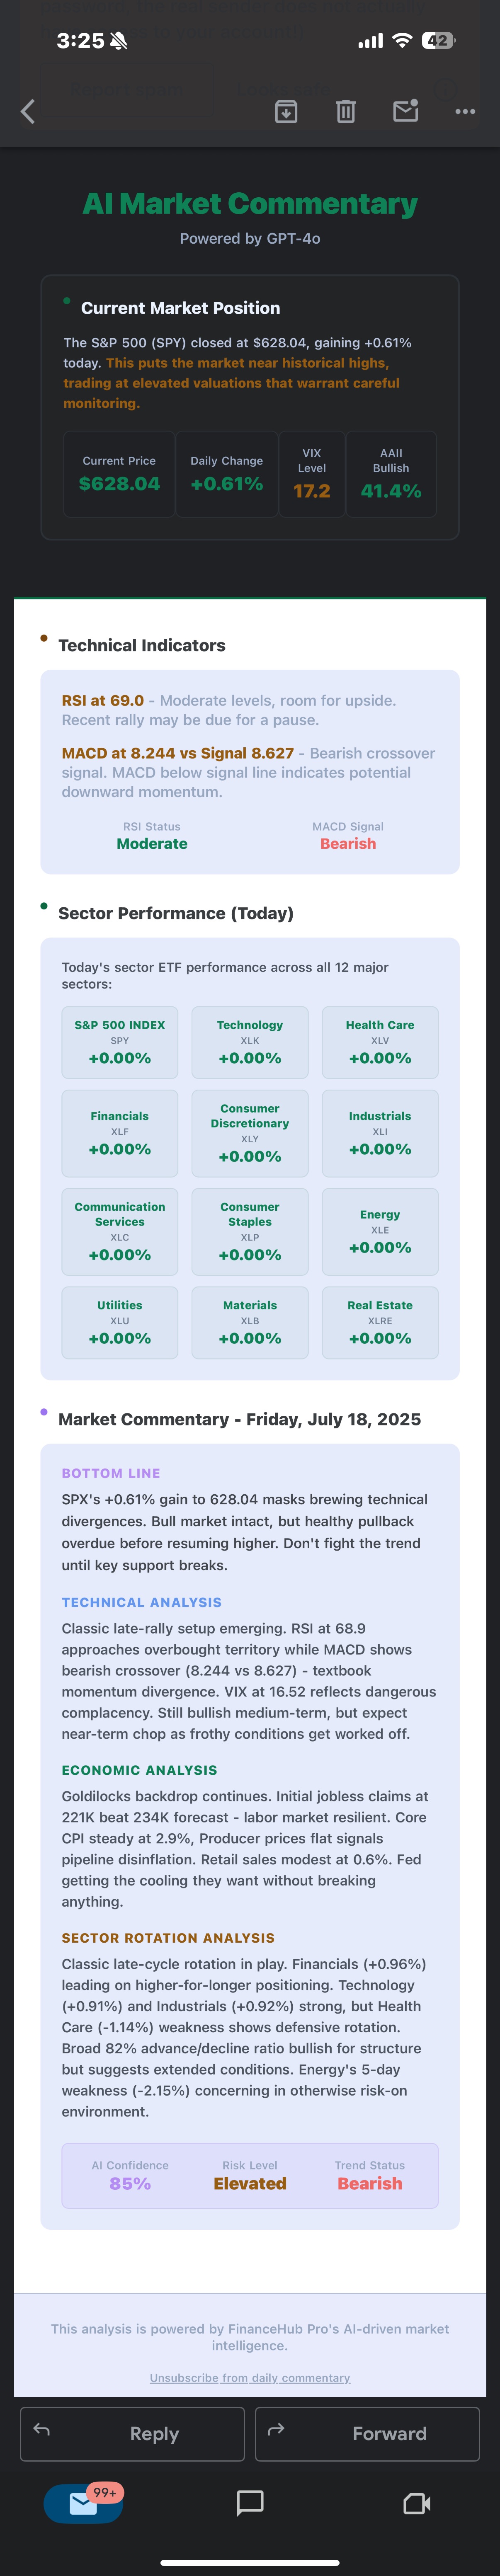 password, the real sender does not actually
3:25
42
Report spam
Looks safe
AI Market Commentary
Powered by GPT-4o
Current Market Position
The S&P 500 (SPY) closed at $628.04, gaining +0.61%
today. This puts the market near historical highs,
trading at elevated valuations that warrant careful
monitoring.
Current Price
$628.04
Daily Change
+0.61%
VIX
Level
17.2
AAII
Bullish
41.4%
Technical Indicators
RSI at 69.0 - Moderate levels, room for upside.
Recent rally may be due for a pause.
MACD at 8.244 vs Signal 8.627 - Bearish crossover
signal. MACD below signal line indicates potential
downward momentum.
RSI Status
Moderate
MACD Signal
Bearish
Sector Performance (Today)
Today's sector ETF performance across all 12 major
sectors:
S&P 500 INDEX
SPY
+0.00%
Technology
XLK
+0.00%
Health Care
XLV
+0.00%
Financials
XLF
+0.00%
Consumer
Discretionary
XLY
+0.00%
Industrials
XLI
+0.00%
Communication
Services
XLC
+0.00%
Consumer
Staples
XLP
+0.00%
Energy
XLE
+0.00%
Utilities
XLU
+0.00%
Materials
XLB
+0.00%
Real Estate
XLRE
+0.00%
Market Commentary - Friday, July 18, 2025
BOTTOM LINE
SPX's +0.61% gain to 628.04 masks brewing technical
divergences. Bull market intact, but healthy pullback
overdue before resuming higher. Don't fight the trend
until key support breaks.
TECHNICAL ANALYSIS
Classic late-rally setup emerging. RSI at 68.9
approaches overbought territory while MACD shows
bearish crossover (8.244 vs 8.627) - textbook
momentum divergence. VIX at 16.52 reflects dangerous
complacency. Still bullish medium-term, but expect
near-term chop as frothy conditions get worked off.
ECONOMIC ANALYSIS
Goldilocks backdrop continues. Initial jobless claims at
221K beat 234K forecast - labor market resilient. Core
CPI steady at 2.9%, Producer prices flat signals
pipeline disinflation. Retail sales modest at 0.6%. Fed
getting the cooling they want without breaking
anything.
SECTOR ROTATION ANALYSIS
Classic late-cycle rotation in play. Financials (+0.96%)
leading on higher-for-longer positioning. Technology
(+0.91%) and Industrials (+0.92%) strong, but Health
Care (-1.14%) weakness shows defensive rotation.
Broad 82% advance/decline ratio bullish for structure
but suggests extended conditions. Energy's 5-day
weakness (-2.15%) concerning in otherwise risk-on
environment.
AI Confidence
85%
Risk Level
Elevated
Trend Status
Bearish
This analysis is powered by FinanceHub Pro's AI-driven market
intelligence.
Unsubscribe from daily commentary
Reply
Forward
99+